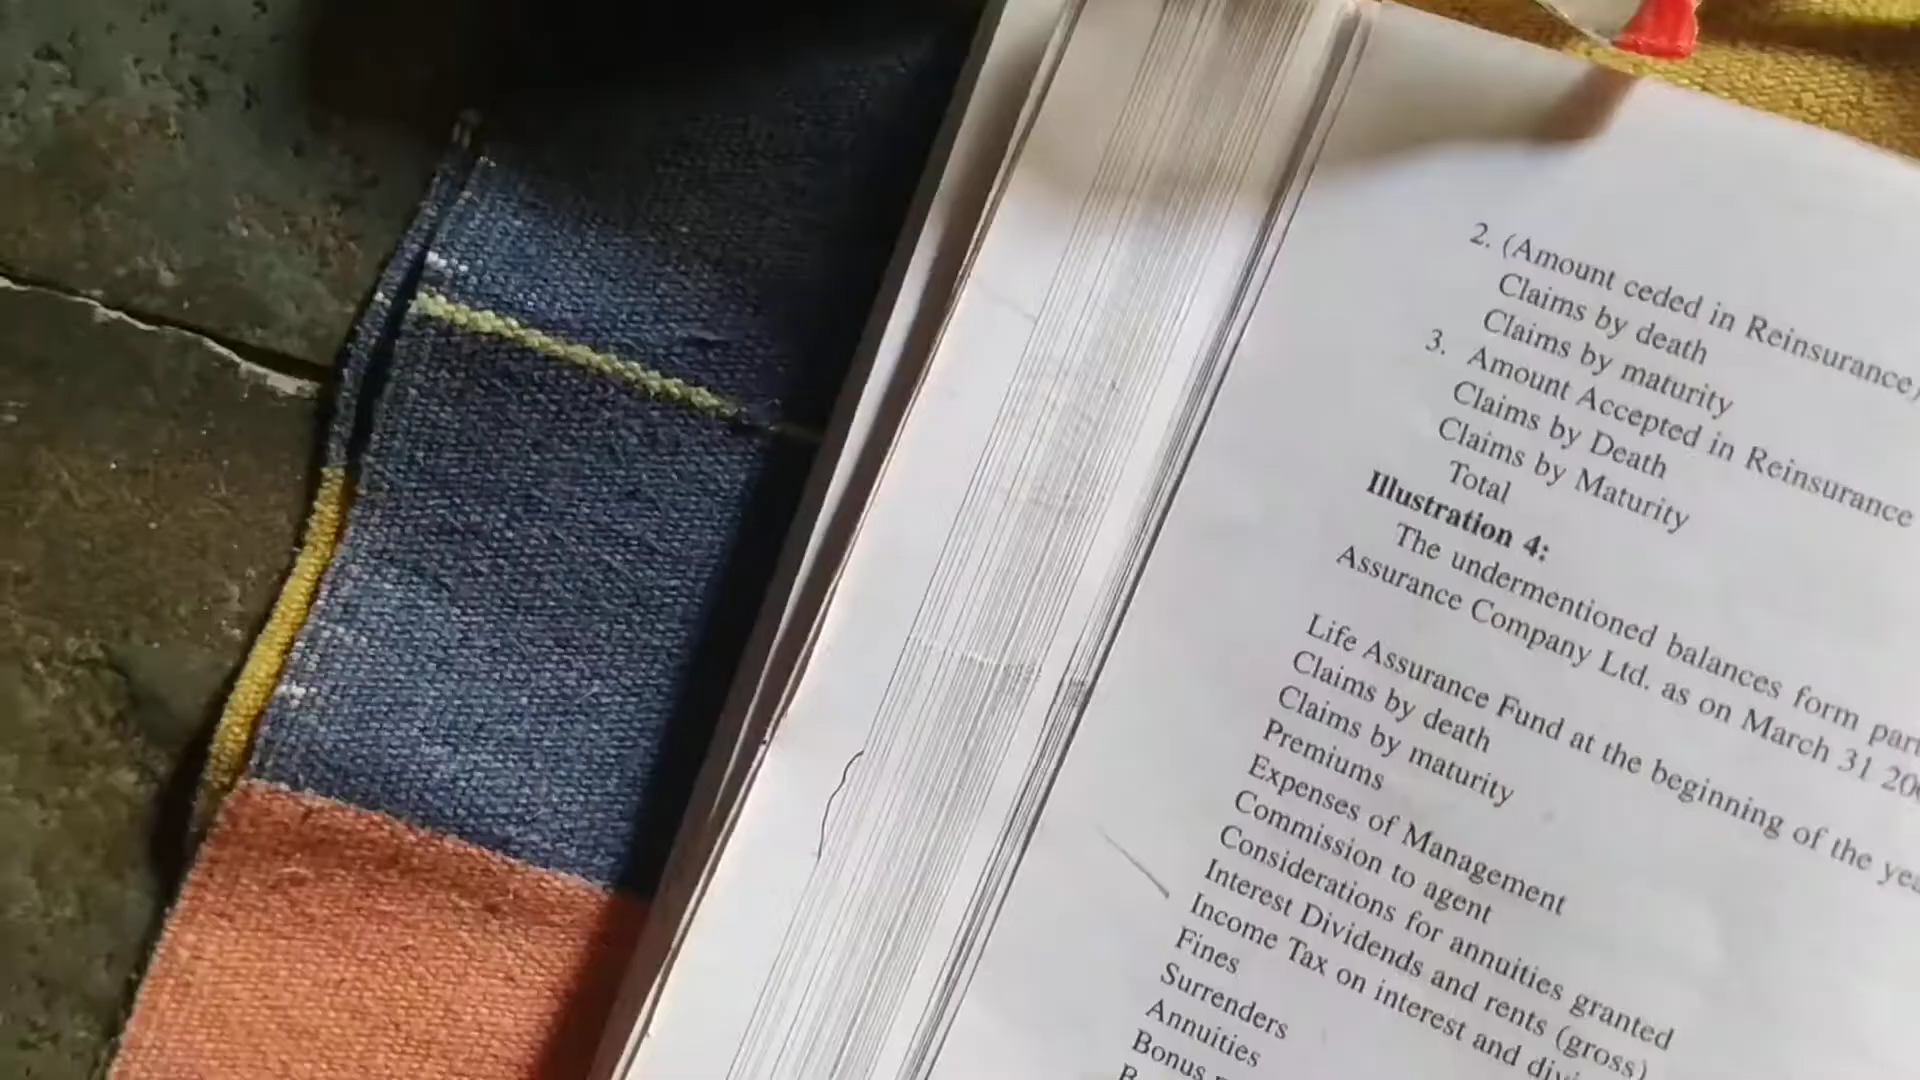 2. (Amount ceded in Reinsurance)
Claims by death
Claims by maturity
3. Amount Accepted in Reinsurance
Claims by Death
Claims by Maturity
Total
Illustration 4:
The undermentioned balances form part
Assurance Company Ltd. as on March 31
Life Assurance Fund at the beginning of the
Claims by death
Claims by maturity
Premiums
Expenses of Management
Commission to agent
Considerations for annuities granted
Interest Dividends and rents (gross)
Income Tax on interest and
Fines
Surrenders
Annuities
Bonus